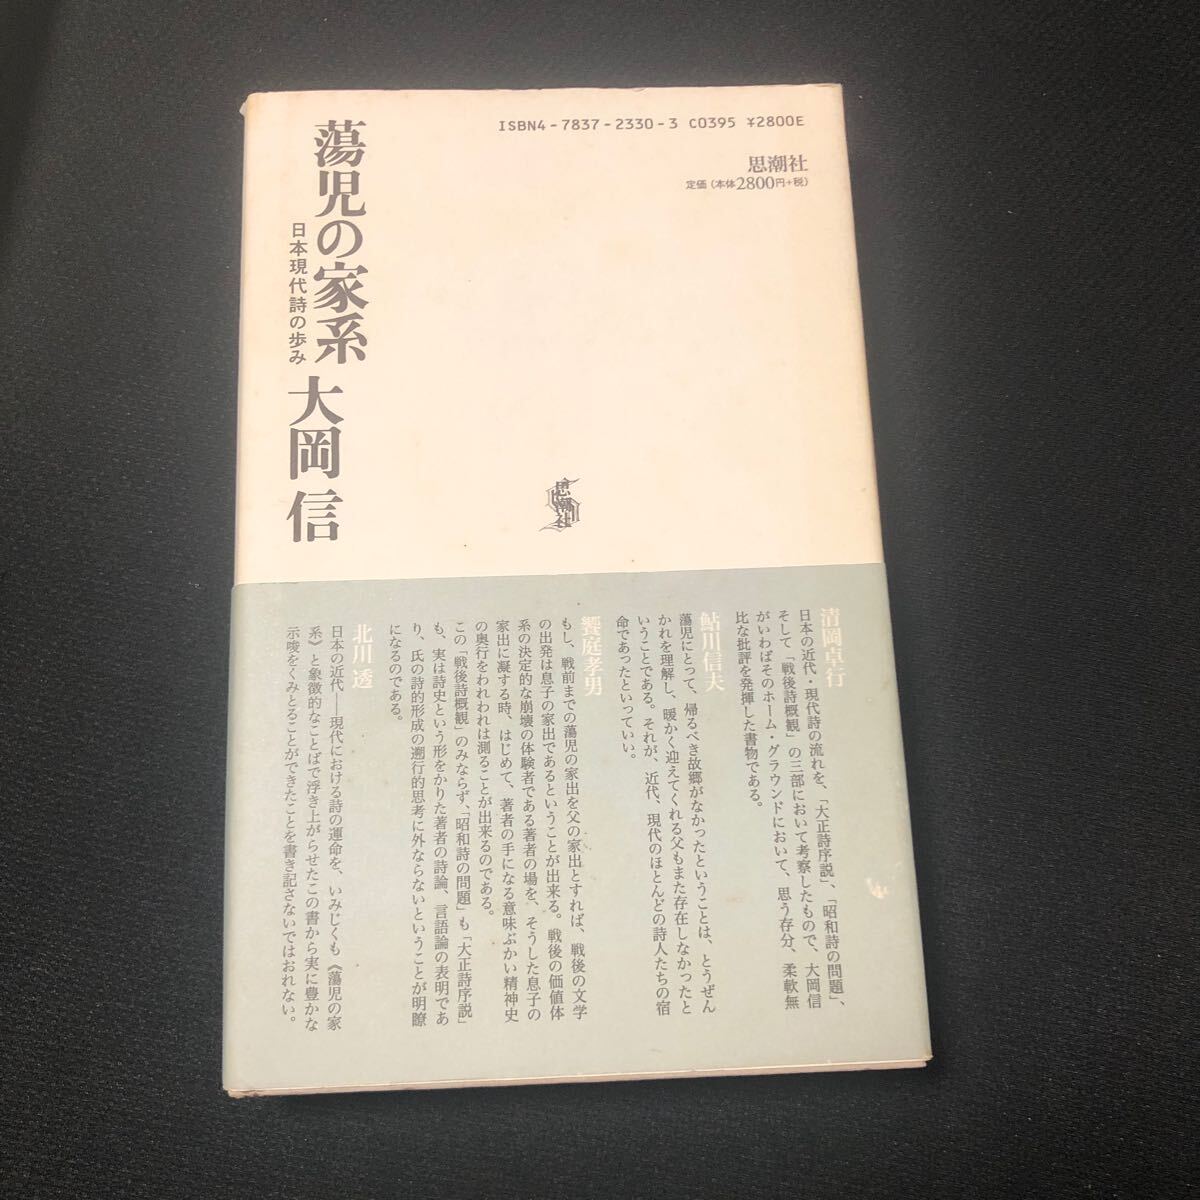 ISBN4-7837-2330-3 C0395 ¥2800E
思潮社
定価(本体2800円+税)
蕩児の家系
日本現代詩の歩み
大岡信
思潮社
清岡卓行
日本の近代・現代詩の流れを、「大正詩序説」、「昭和詩の問題」、
そして「戦後詩概観」の三部において考察したもので、大岡信
がいわばそのホーム・グラウンドにおいて、思う存分、柔軟無
比な批評を発揮した書物である。
鮎川信夫
蕩児にとって、帰るべき故郷がなかったということは、とうぜん
かれを理解し、暖かく迎えてくれる父もまた存在しなかったと
いうことである。それが、近代、現代のほとんどの詩人たちの宿
命であったといっていい。
饗庭孝男
もし、戦前までの蕩児の家出を父の家出とすれば、戦後の文学
の出発は息子の家出であるということが出来る。戦後の価値体
系の決定的な崩壊の体験者である著者の場を、そうした息子の
家出に凝する時、はじめて、著者の手になる意味ぶかい精神史
の奥行をわれわれは測ることが出来るのである。
この「戦後詩概観」のみならず、「昭和詩の問題」も「大正詩序説」
も、実は詩史という形をかりた著者の詩論、言語論の表明であ
り、氏の詩的形成の遡行的思考に外ならないということが明瞭
になるのである。
北川透
日本の近代――現代における詩の運命を、いみじくも《蕩児の家
系》と象徴的なことばで浮き上がらせたこの書から実に豊かな
示唆をくみとることができたことを書き記さないではおれない。